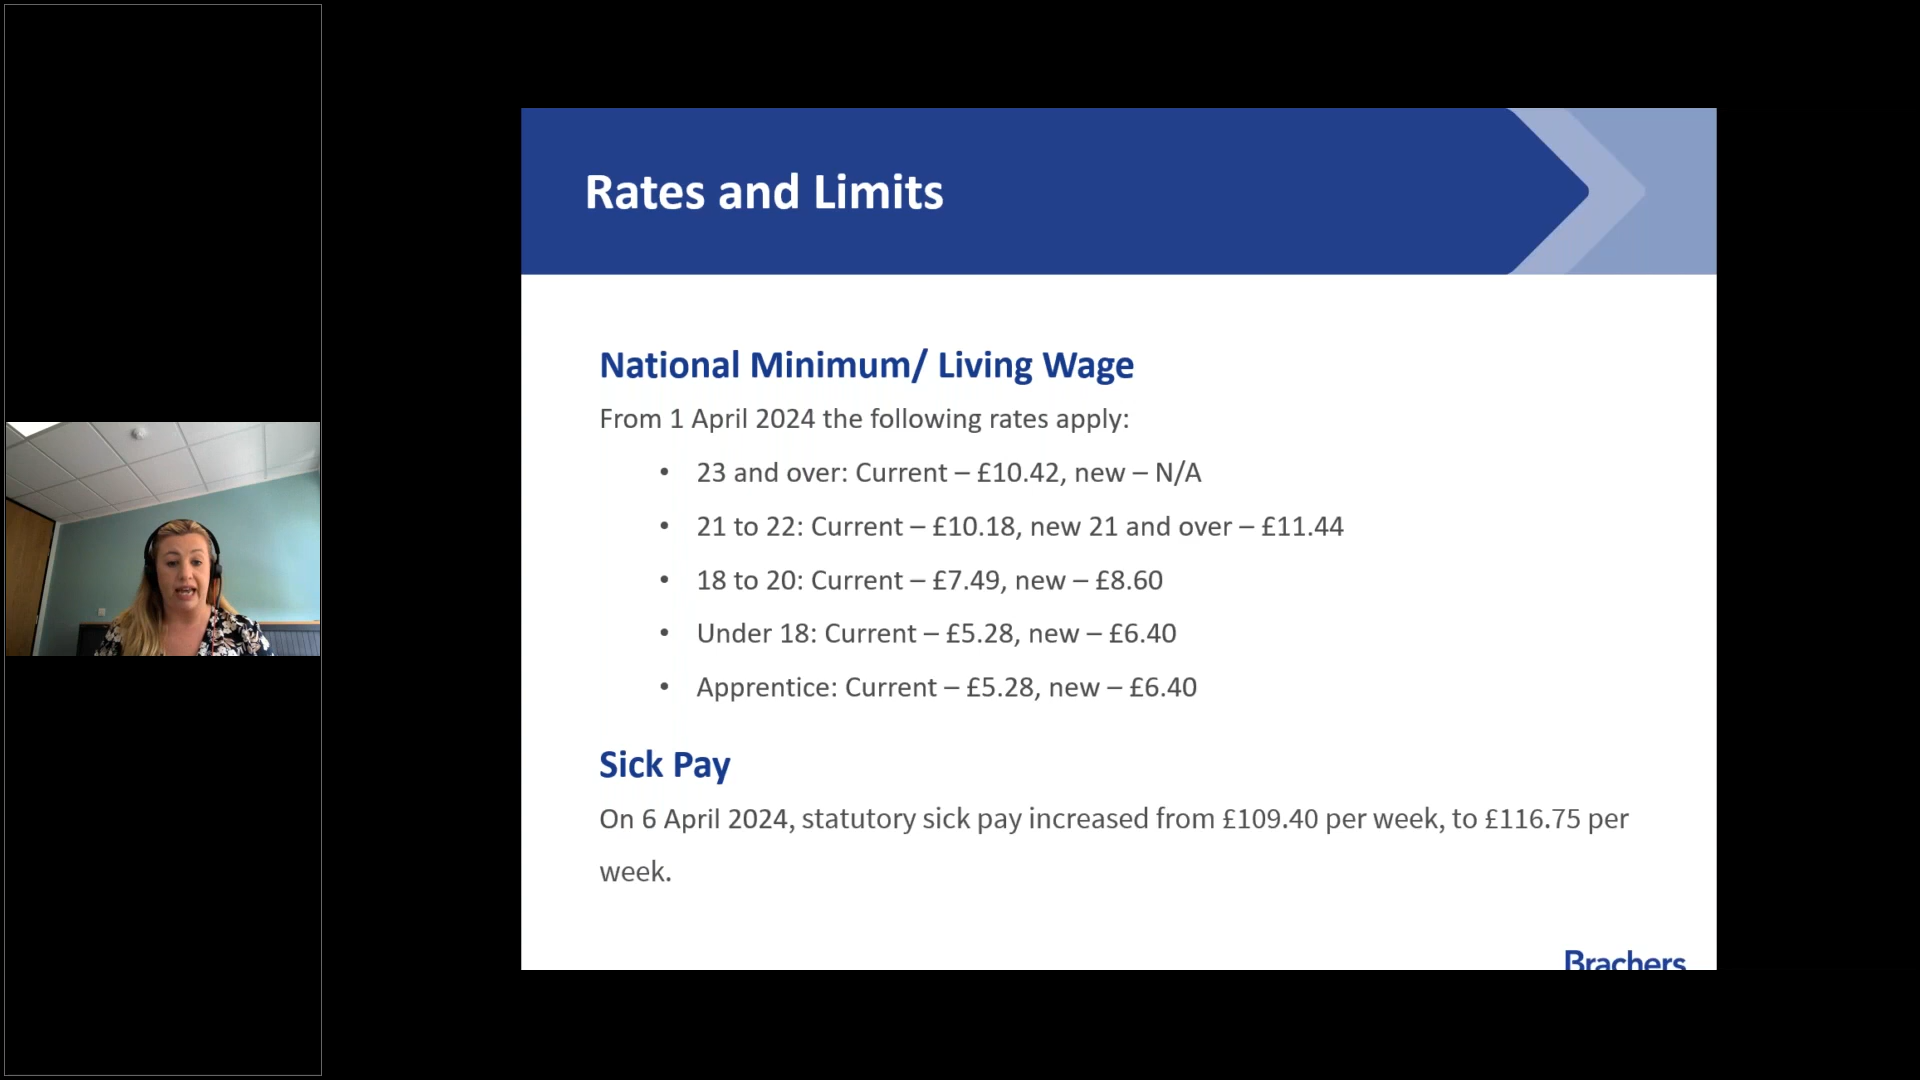 Rates and Limits
National Minimum/ Living Wage
From 1 April 2024 the following rates apply:
• 23 and over: Current – £10.42, new – N/A
• 21 to 22: Current – £10.18, new 21 and over – £11.44
• 18 to 20: Current – £7.49, new – £8.60
• Under 18: Current – £5.28, new – £6.40
• Apprentice: Current – £5.28, new – £6.40
Sick Pay
On 6 April 2024, statutory sick pay increased from £109.40 per week, to £116.75 per
week.
Brachers